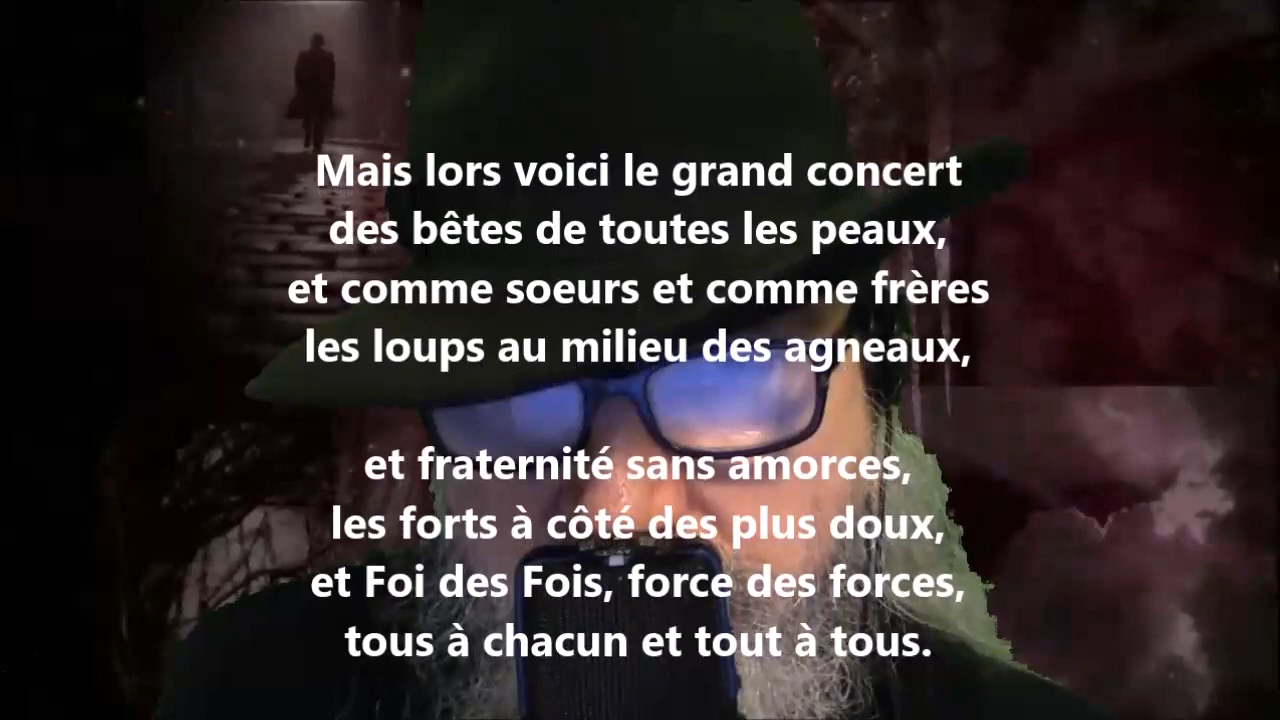 Mais lors voici le grand concert
des bêtes de toutes les peaux,
et comme soeurs et comme frères
les loups au milieu des agneaux,
et fraternité sans amorces,
les forts à côté des plus doux,
et Foi des Fois, force des forces,
tous à chacun et tout à tous.